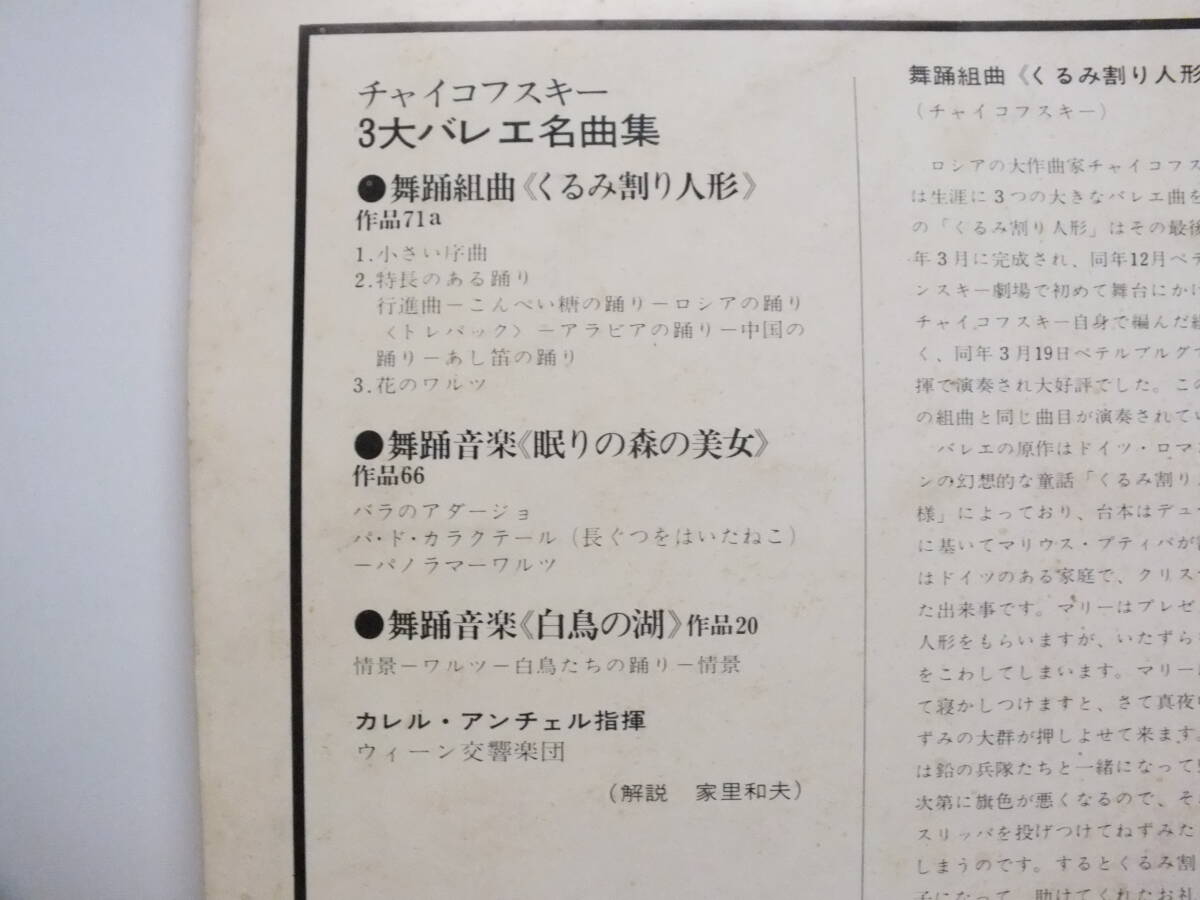 チャイコフスキー
3大バレエ名曲集
●舞踊組曲《くるみ割り人形》
作品71a
1.小さい序曲
2.特長のある踊り
行進曲－こんぺい糖の踊り－ロシアの踊り
〈トレパック〉－アラビアの踊り－中国の
踊り－あし笛の踊り
3.花のワルツ
●舞踊音楽《眠りの森の美女》
作品66
バラのアダージョ
パ・ド・カラクテール（長ぐつをはいたねこ）
－パノラマーワルツ
●舞踊音楽《白鳥の湖》作品20
情景－ワルツ－白鳥たちの踊り－情景
カレル・アンチェル指揮
ウィーン交響楽団
（解説　家里和夫）
舞踊組曲《くるみ割り人形
（チャイコフスキー）
ロシアの大作曲家チャイコフス
は生涯に3つの大きなバレエ曲を
の「くるみ割り人形」はその最後
年3月に完成され、同年12月ペテ
ンスキー劇場で初めて舞台にかけ
チャイコフスキー自身で編んだ組
く、同年3月19日ペテルブルグで
揮で演奏され大好評でした。この
の組曲と同じ曲目が演奏されてい
バレエの原作はドイツ・ロマ
ンの幻想的な童話「くるみ割り
様」によっており、台本はデュー
に基いてマリウス・プティパが
はドイツのある家庭で、クリス
た出来事です。マリーはプレゼ
人形をもらいますが、いたずら
をこわしてしまいます。マリーは
て寝かしつけますと、さて真夜
ずみの大群が押しよせて来ます。
は鉛の兵隊たちと一緒になって
次第に旗色が悪くなるので、そ
スリッパを投げつけてねずみた
しまうのです。するとくるみ割
子になって、助けてくれたお礼